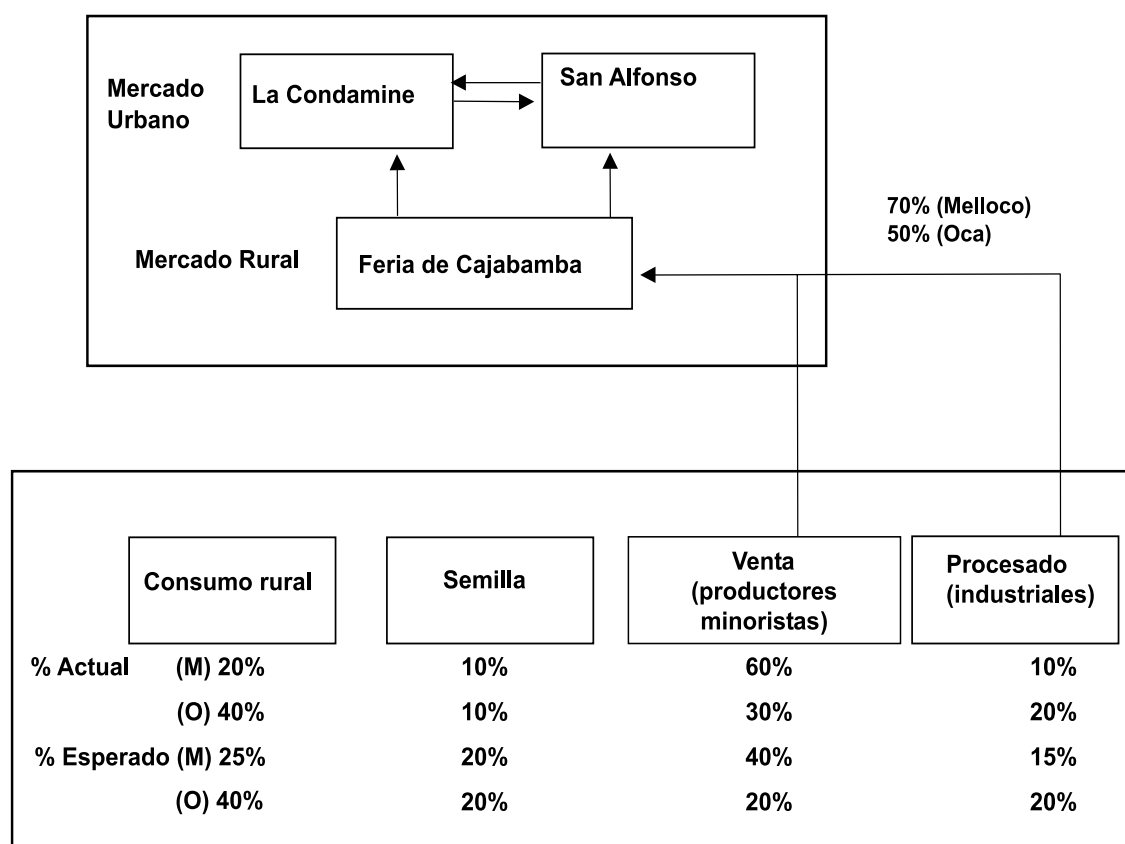 Mercado
Urbano
La Condamine
San Alfonso
70% (Melloco)
50% (Oca)
Mercado Rural
Feria de Cajabamba
Consumo rural
Semilla
Venta
(productores
minoristas)
Procesado
(industriales)
% Actual (M) 20% 10% 60% 10%
(O) 40% 10% 30% 20%
% Esperado (M) 25% 20% 40% 15%
(O) 40% 20% 20% 20%